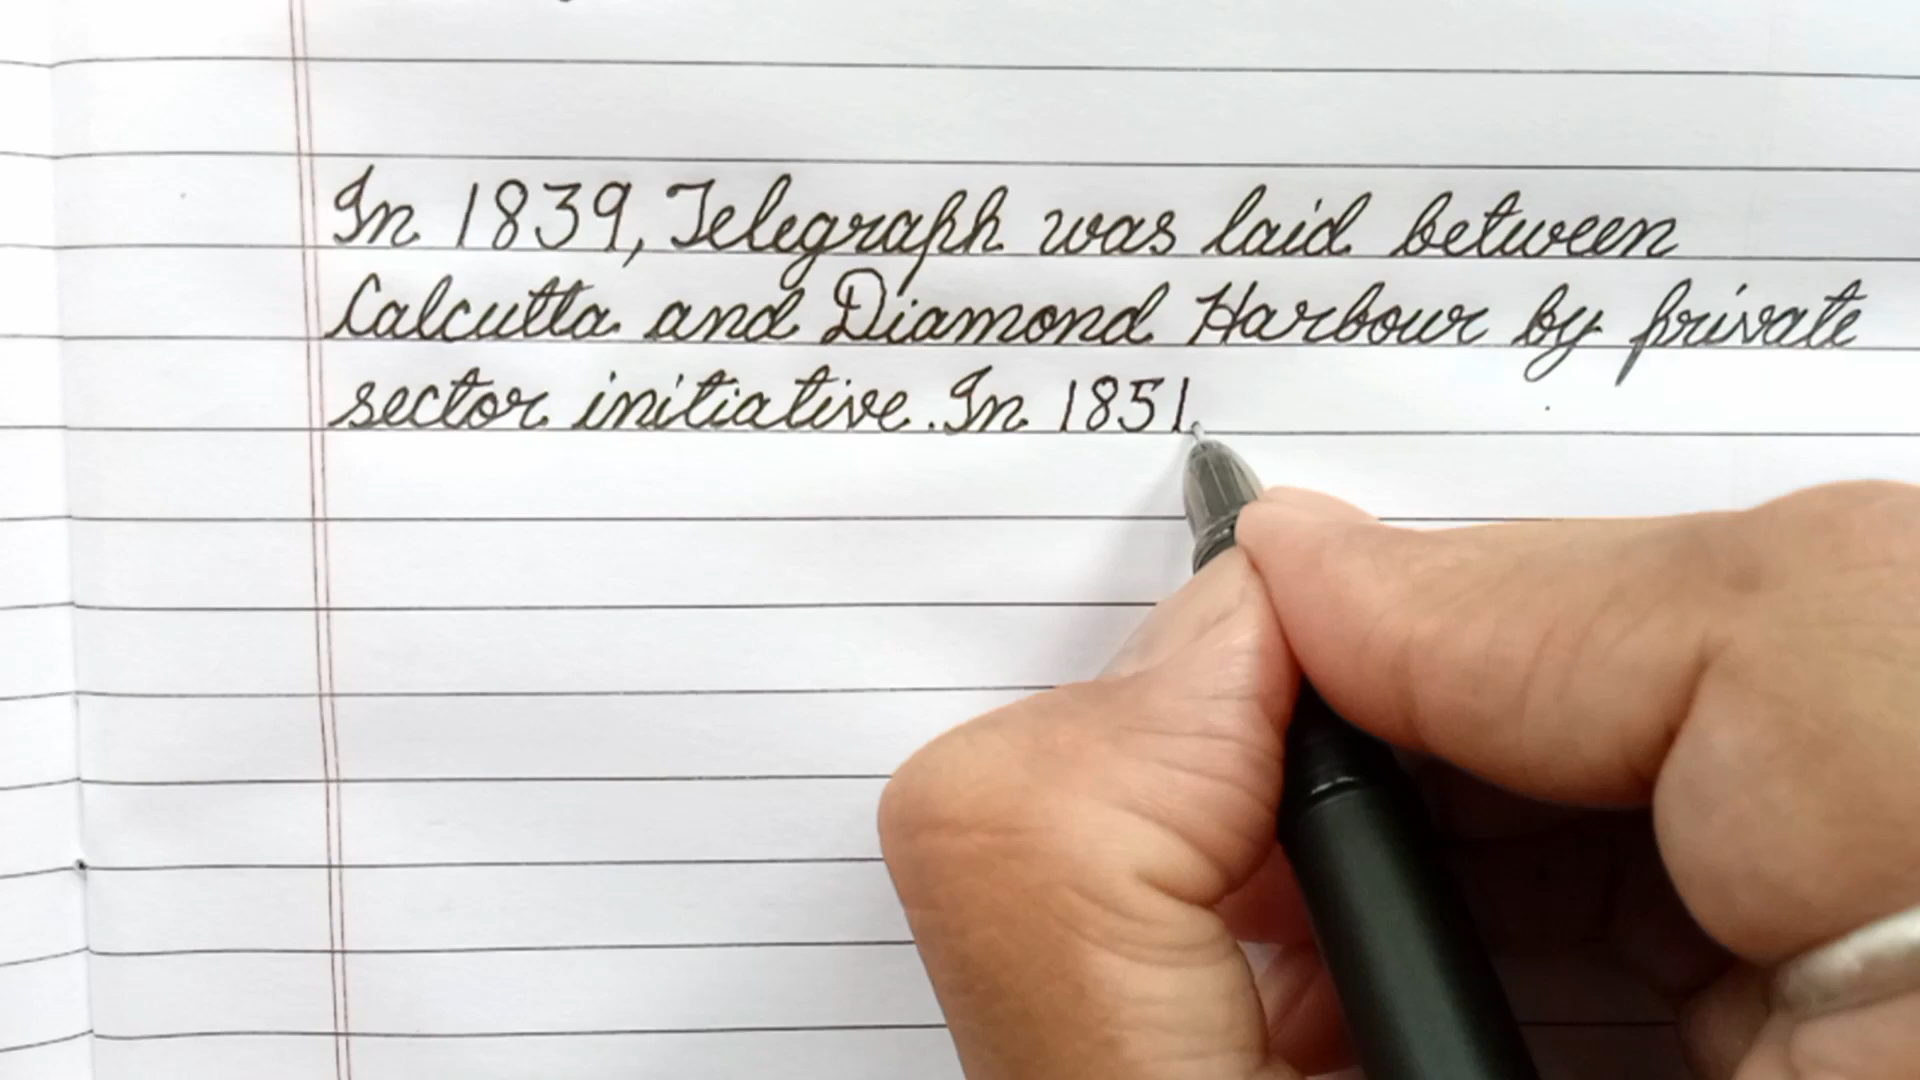 In 1839, Telegraph was laid between
Calcutta and Diamond Harbour by private
sector initiative. In 1851,